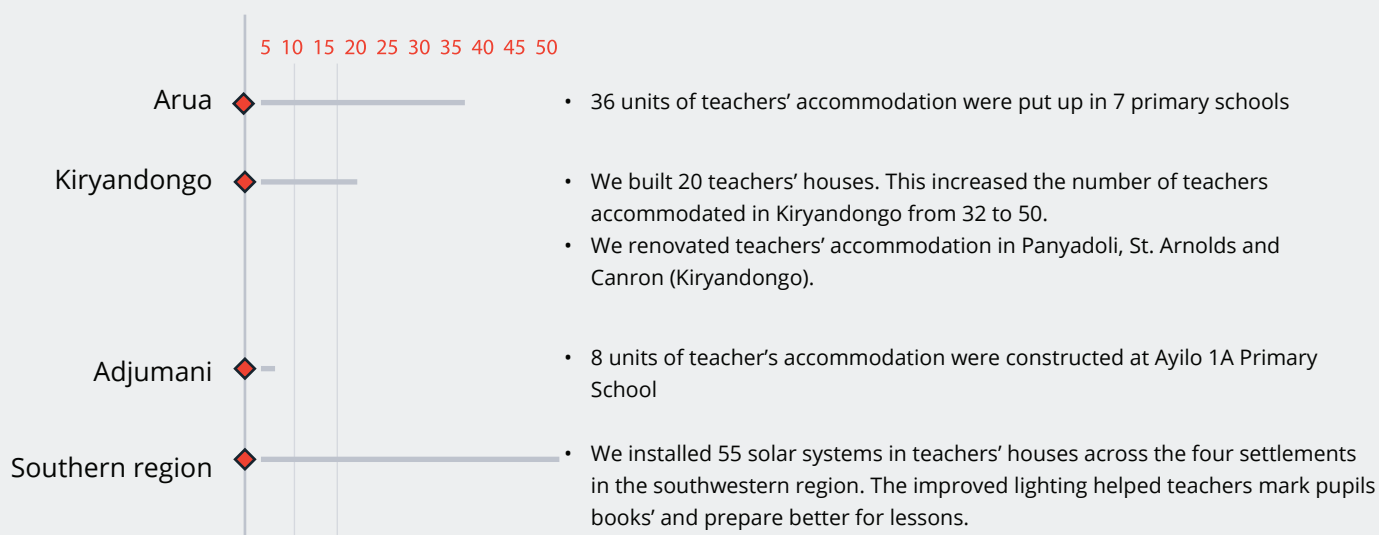 5 10 15 20 25 30 35 40 45 50
Arua
• 36 units of teachers’ accommodation were put up in 7 primary schools
Kiryandongo
• We built 20 teachers’ houses. This increased the number of teachers
accommodated in Kiryandongo from 32 to 50.
• We renovated teachers’ accommodation in Panyadoli, St. Arnolds and
Canron (Kiryandongo).
Adjumani
• 8 units of teacher’s accommodation were constructed at Ayilo 1A Primary
School
Southern region
• We installed 55 solar systems in teachers’ houses across the four settlements
in the southwestern region. The improved lighting helped teachers mark pupils
books’ and prepare better for lessons.